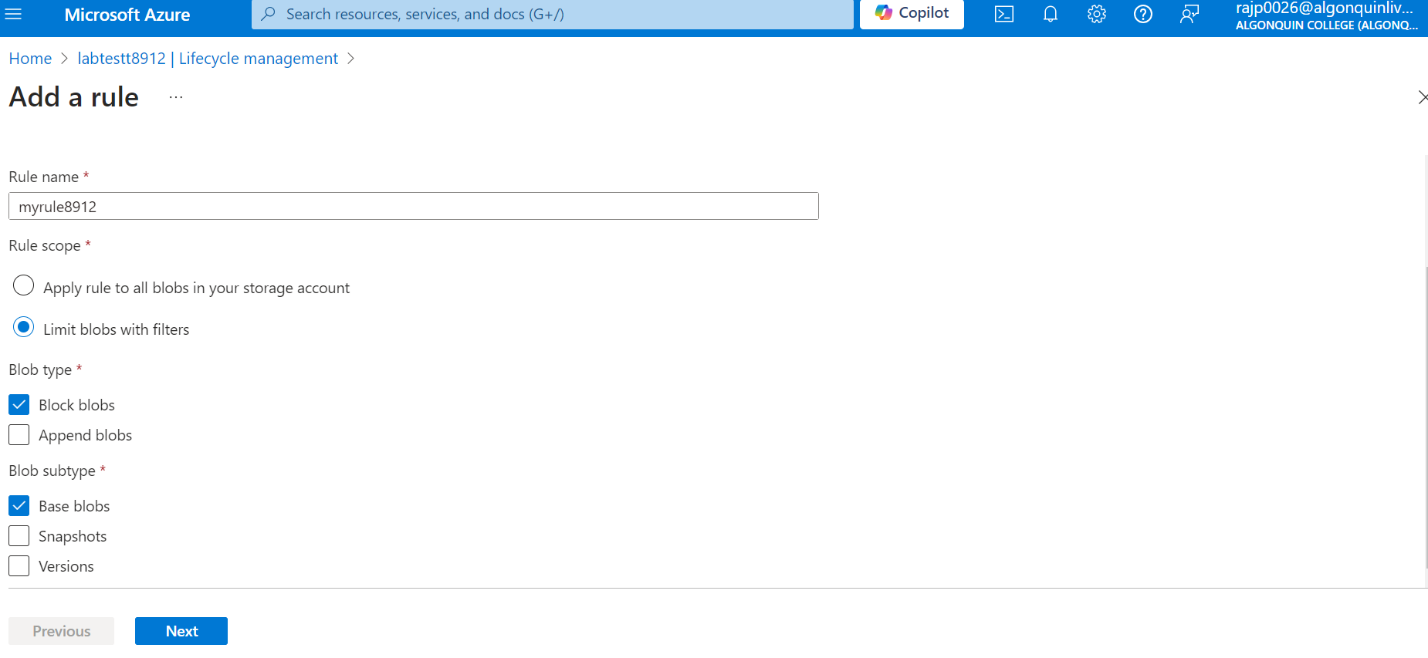 Microsoft Azure
Search resources, services, and docs (G+/)
Copilot
rajp0026@algonquinliv...
ALGONQUIN COLLEGE (ALGONQ...
Home > labtestt8912 | Lifecycle management >
Add a rule ...
Rule name *
myrule8912
Rule scope *
Apply rule to all blobs in your storage account
Limit blobs with filters
Blob type *
Block blobs
Append blobs
Blob subtype *
Base blobs
Snapshots
Versions
Previous
Next